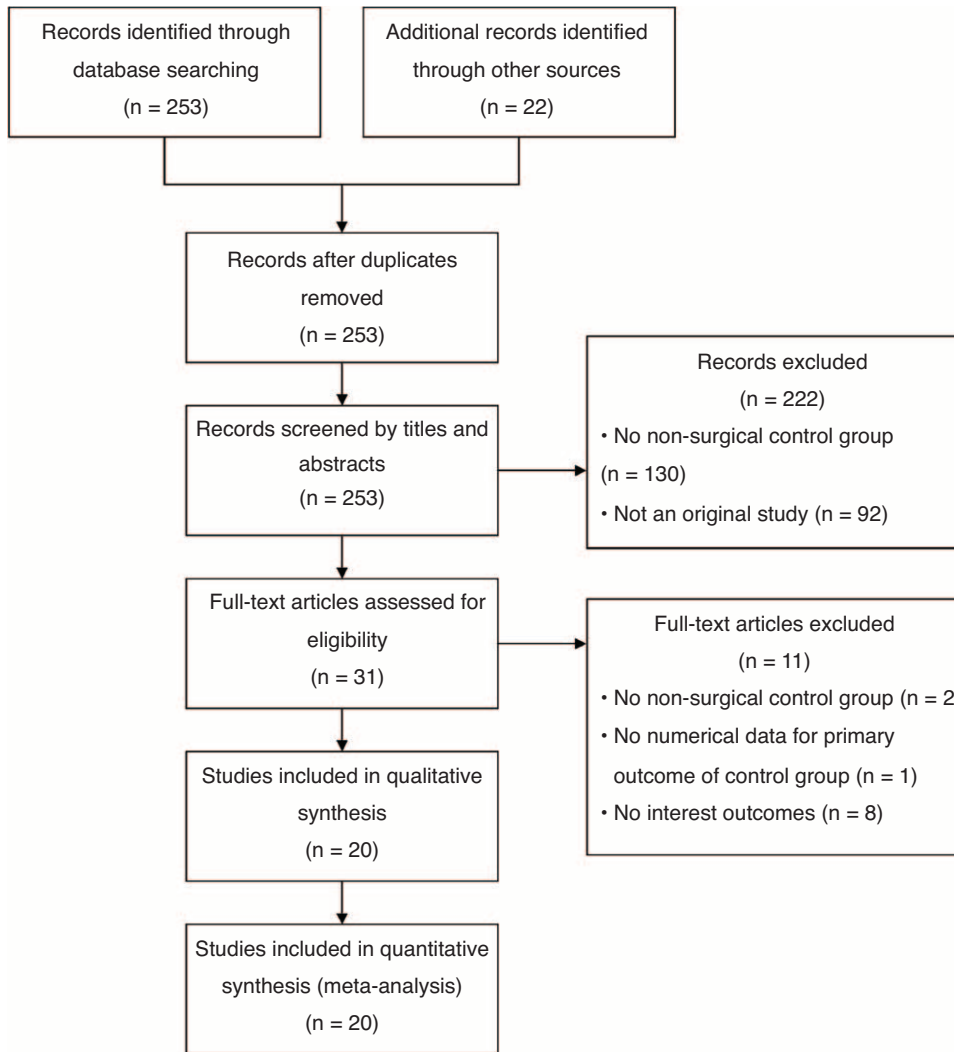 Records identified through
database searching
(n = 253)
Additional records identified
through other sources
(n = 22)
Records after duplicates
removed
(n = 253)
Records screened by titles and
abstracts
(n = 253)
Records excluded
(n = 222)
• No non-surgical control group
(n = 130)
• Not an original study (n = 92)
Full-text articles assessed for
eligibility
(n = 31)
Full-text articles excluded
(n = 11)
• No non-surgical control group (n = 2
• No numerical data for primary
outcome of control group (n = 1)
• No interest outcomes (n = 8)
Studies included in qualitative
synthesis
(n = 20)
Studies included in quantitative
synthesis (meta-analysis)
(n = 20)